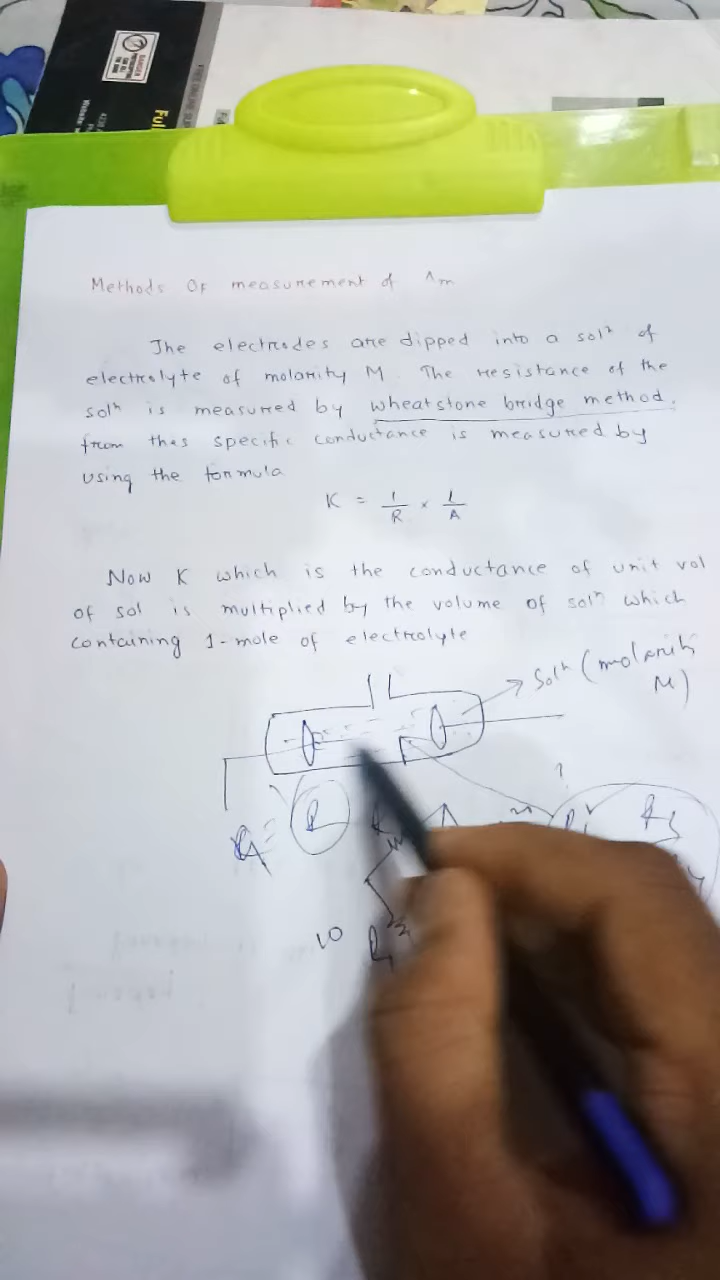 Methods Of measurement of Λm
The electrodes are dipped into a solⁿ of
electrolyte of molarity M. The resistance of the
solⁿ is measured by wheatstone bridge method.
from this specific conductance is measured by
using the formula
K = 1/R × l/A
Now K which is the conductance of unit vol
of sol is multiplied by the volume of solⁿ which
containing 1-mole of electrolyte
Solⁿ (molarity
M)
?
R
R3
10